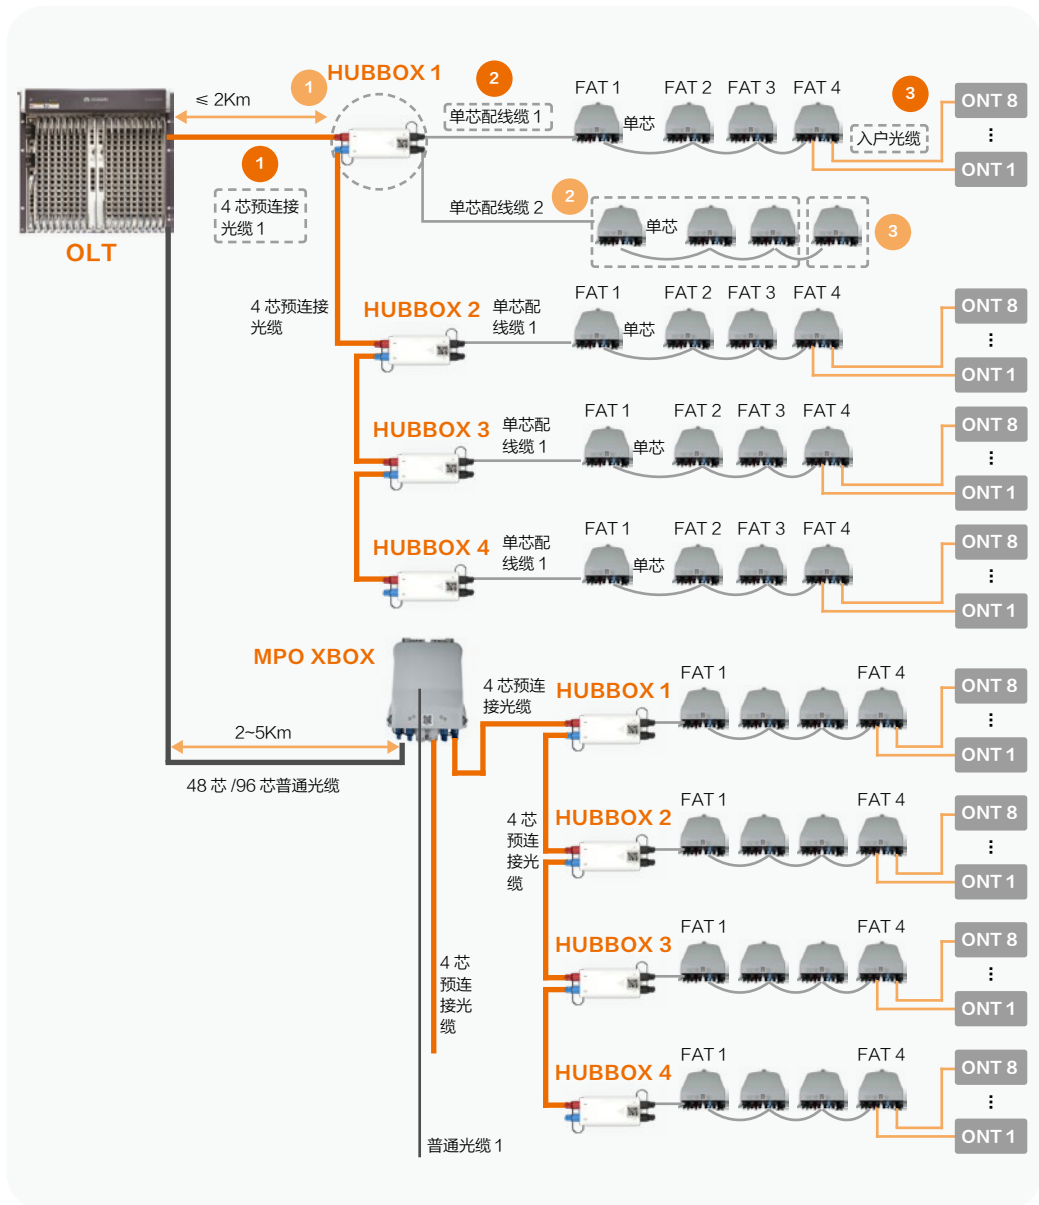 HUBBOX 1
1
2
≤ 2Km
单芯配线缆 1
FAT 1
单芯
FAT 2
FAT 3
FAT 4
3
入户光缆
ONT 8
ONT 1
1
4 芯预连接
光缆 1
OLT
单芯配线缆 2
2
单芯
3
4 芯预连接
光缆
HUBBOX 2
单芯配
线缆 1
FAT 1
单芯
FAT 2
FAT 3
FAT 4
ONT 8
ONT 1
HUBBOX 3
单芯配
线缆 1
FAT 1
单芯
FAT 2
FAT 3
FAT 4
ONT 8
ONT 1
HUBBOX 4
单芯配
线缆 1
FAT 1
单芯
FAT 2
FAT 3
FAT 4
ONT 8
ONT 1
MPO XBOX
2~5Km
48 芯 /96 芯普通光缆
4 芯预连
接光缆
HUBBOX 1
FAT 1
FAT 4
ONT 8
ONT 1
4 芯
预连
接光
缆
HUBBOX 2
FAT 1
FAT 4
ONT 8
ONT 1
HUBBOX 3
FAT 1
FAT 4
ONT 8
ONT 1
4 芯
预连
接光
缆
HUBBOX 4
FAT 1
FAT 4
ONT 8
ONT 1
普通光缆 1